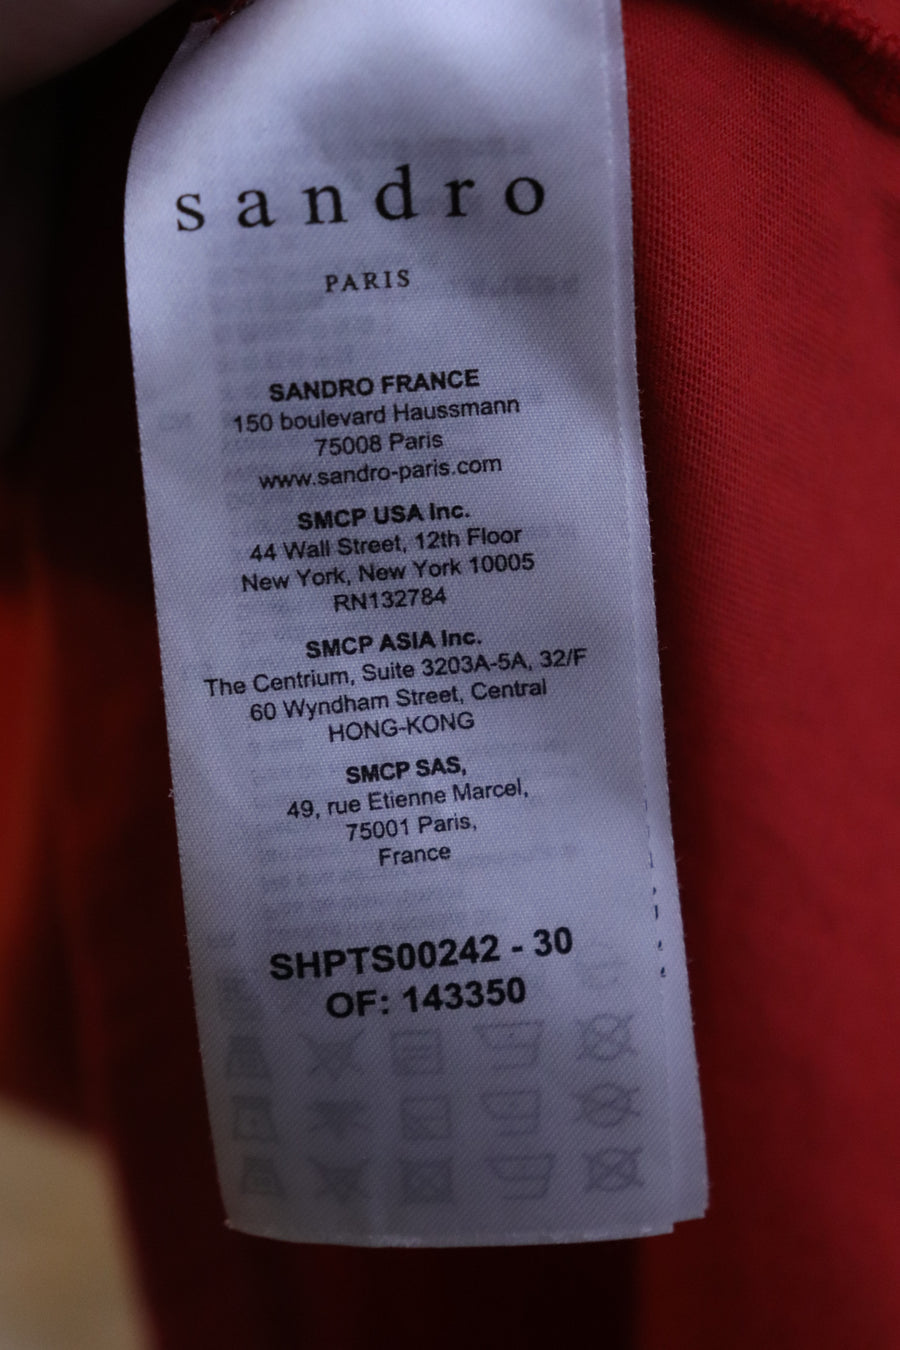 sandro
PARIS
SANDRO FRANCE
150 boulevard Haussmann
75008 Paris
www.sandro-paris.com
SMCP USA Inc.
44 Wall Street, 12th Floor
New York, New York 10005
RN132784
SMCP ASIA Inc.
The Centrium, Suite 3203A-5A, 32/F
60 Wyndham Street, Central
HONG-KONG
SMCP SAS,
49, rue Etienne Marcel,
75001 Paris,
France
SHPTS00242 - 30
OF: 143350